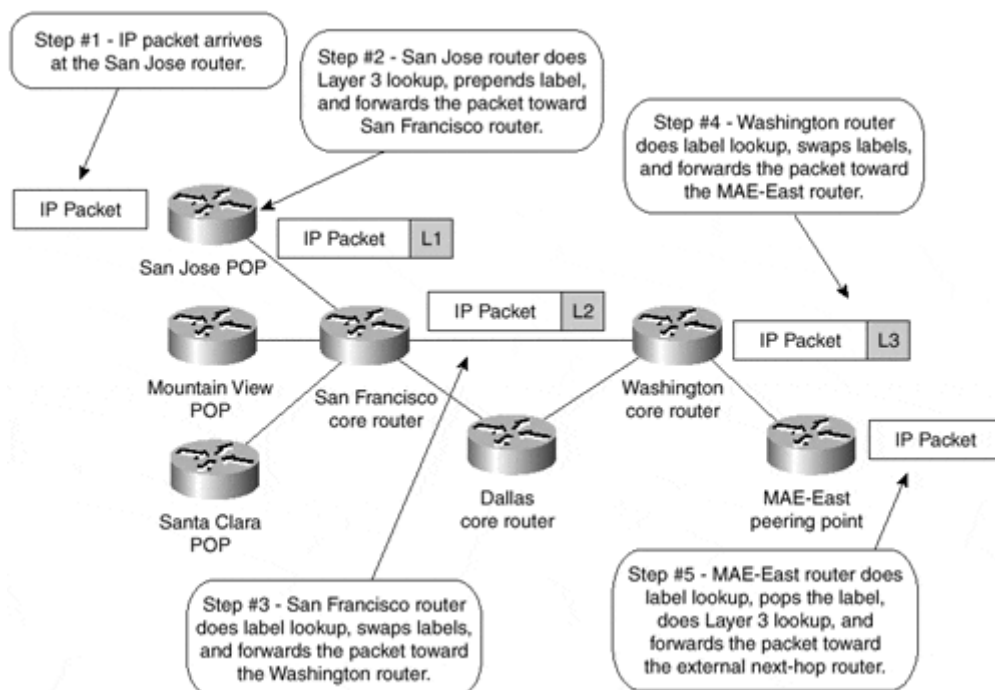 Step #1 - IP packet arrives
at the San Jose router.
Step #2 - San Jose router does
Layer 3 lookup, prepends label,
and forwards the packet toward
San Francisco router.
Step #4 - Washington router
does label lookup, swaps labels,
and forwards the packet toward
the MAE-East router.
IP Packet
IP Packet L1
San Jose POP
IP Packet L2
IP Packet L3
Mountain View
POP
San Francisco
core router
Washington
core router
IP Packet
Santa Clara
POP
Dallas
core router
MAE-East
peering point
Step #3 - San Francisco router
does label lookup, swaps labels,
and forwards the packet toward
the Washington router.
Step #5 - MAE-East router does
label lookup, pops the label,
does Layer 3 lookup, and
forwards the packet toward
the external next-hop router.